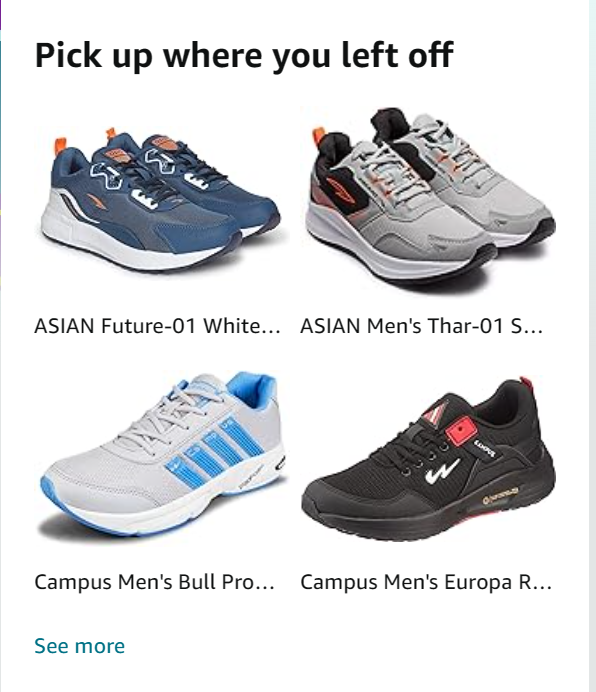 Pick up where you left off
ASIAN Future-01 White...
ASIAN Men's Thar-01 S...
CAMPUS
Campus Men's Bull Pro...
Campus Men's Europa R...
See more